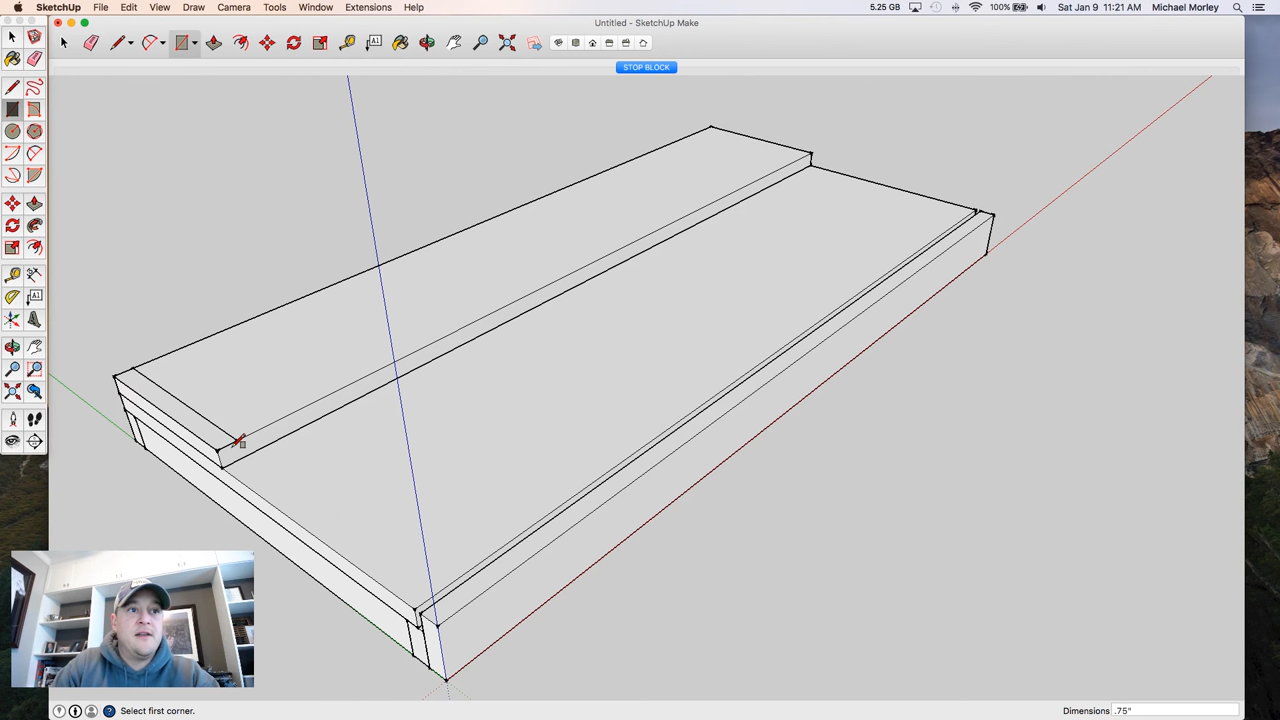 SketchUp File Edit View Draw Camera Tools Window Extensions Help 5.25 GB 100% Sat Jan 9 11:21 AM Michael Morley
Untitled - SketchUp Make
STOP BLOCK
Select first corner.
Dimensions .75"